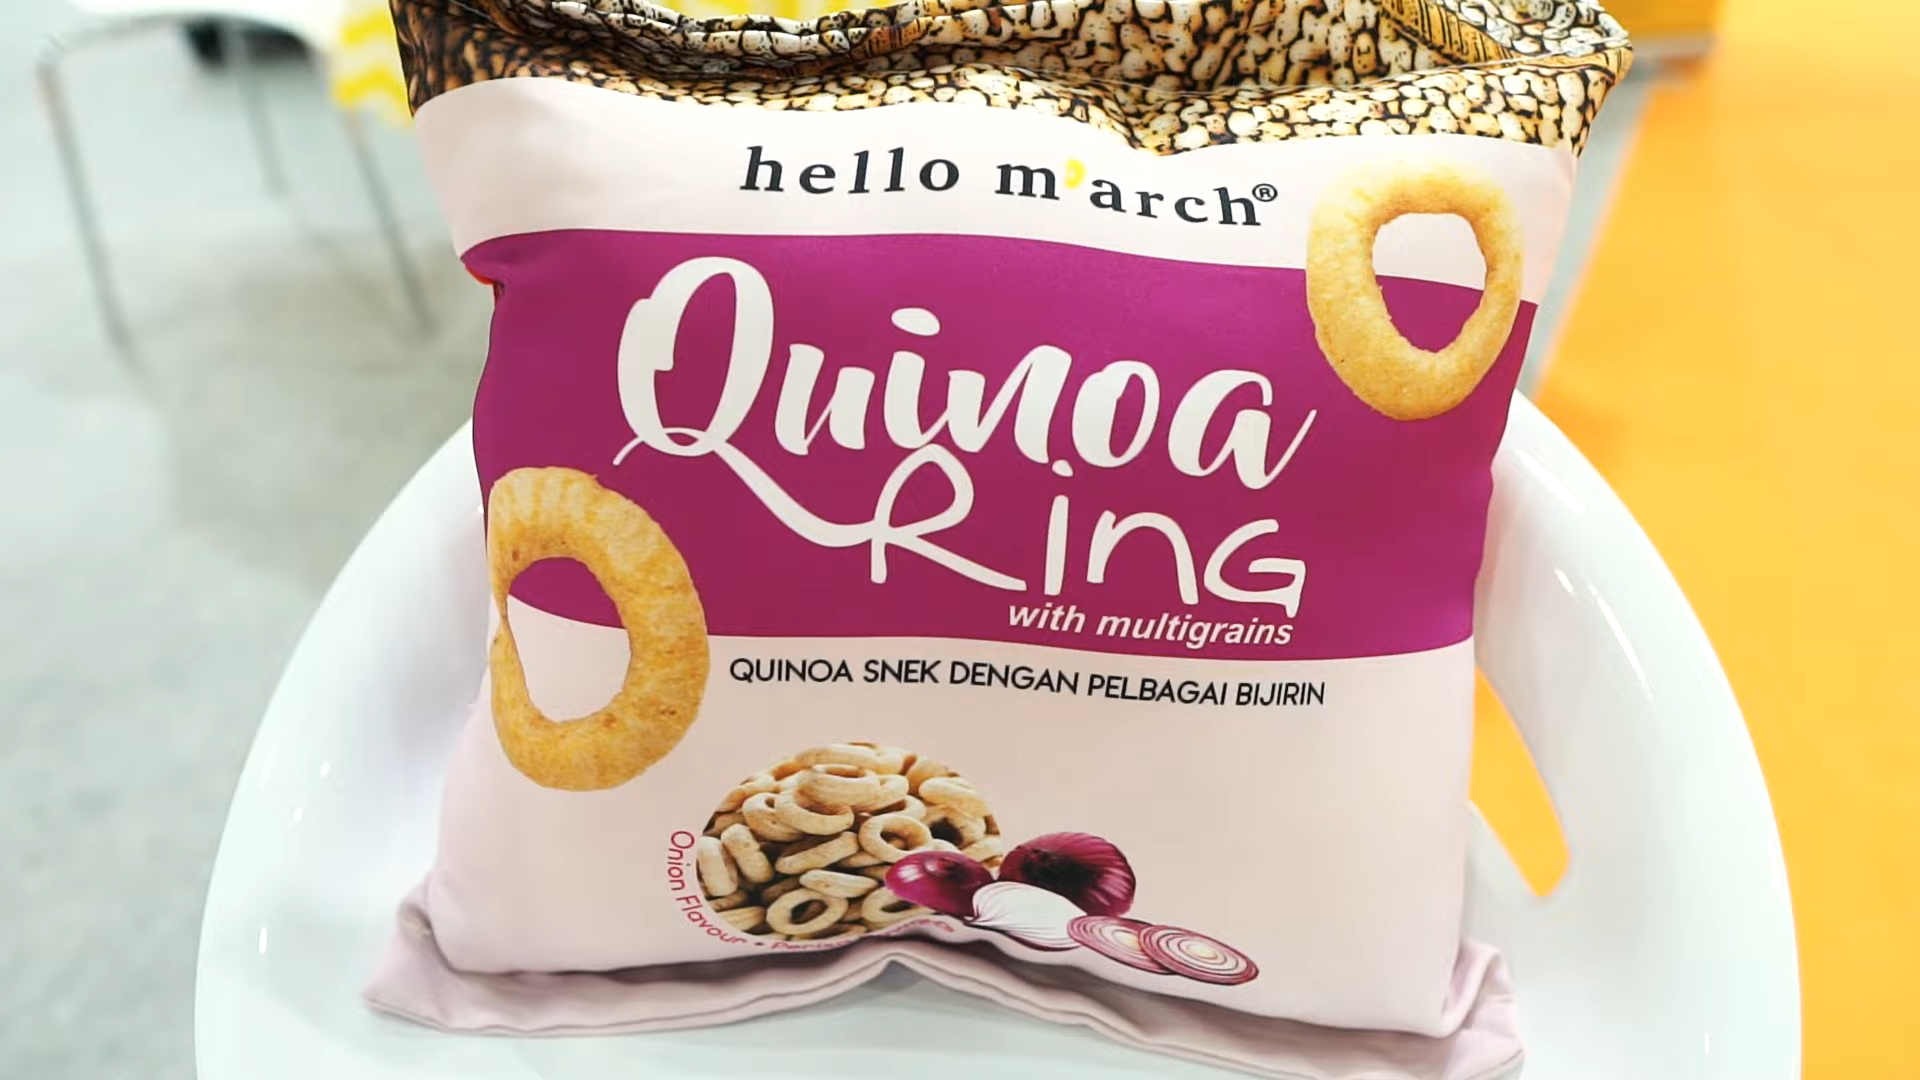 hello m'arch®
Quinoa
Ring
with multigrains
QUINOA SNEK DENGAN PELBAGAI BIJIRIN
Onion Flavour •